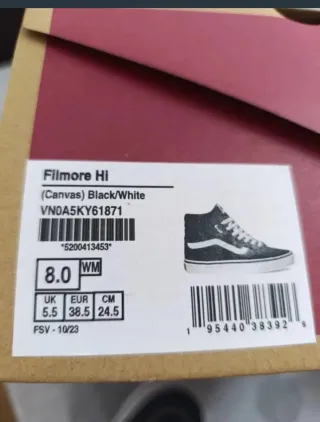 Filmore Hi
(Canvas) Black/White
VN0A5KY61871
*5200413453*
8.0 WM
UK EUR CM
5.5 38.5 24.5
FSV - 10/23
1 95440 38392 8